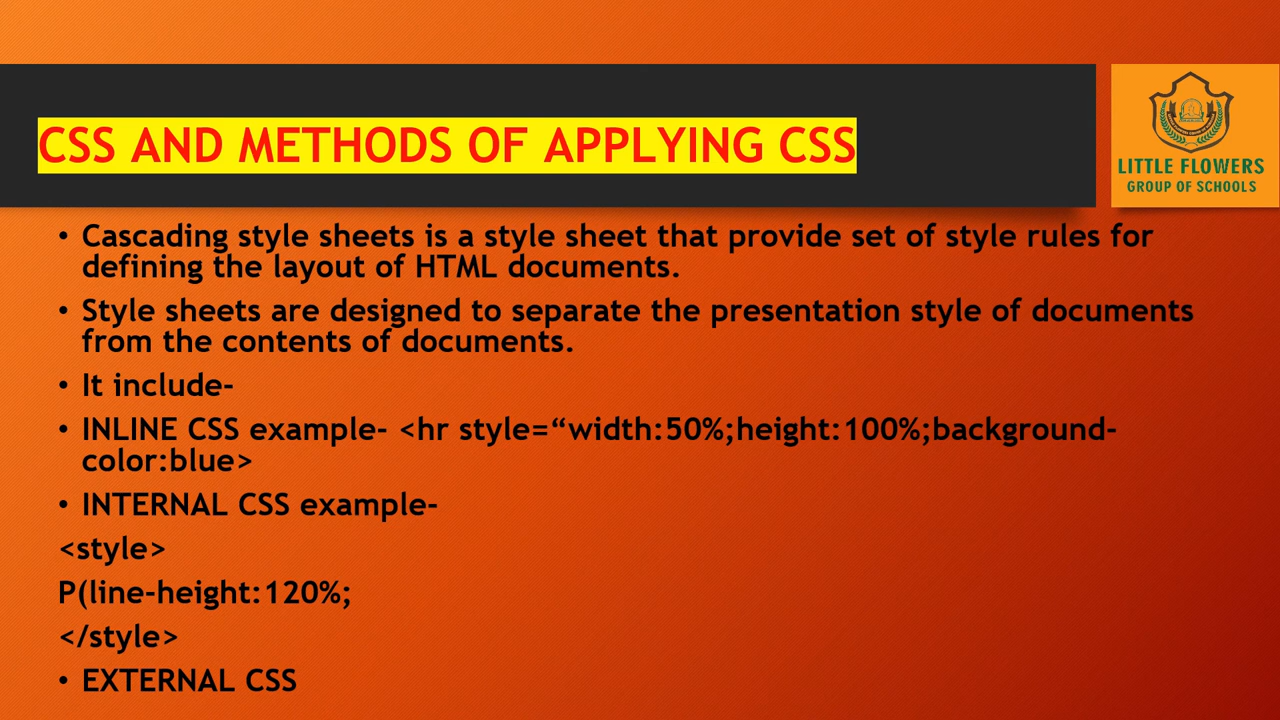 CSS AND METHODS OF APPLYING CSS
LITTLE FLOWERS
GROUP OF SCHOOLS
• Cascading style sheets is a style sheet that provide set of style rules for
defining the layout of HTML documents.
• Style sheets are designed to separate the presentation style of documents
from the contents of documents.
• It include-
• INLINE CSS example- <hr style=“width:50%;height:100%;background-
color:blue>
• INTERNAL CSS example-
<style>
P(line-height:120%;
</style>
• EXTERNAL CSS